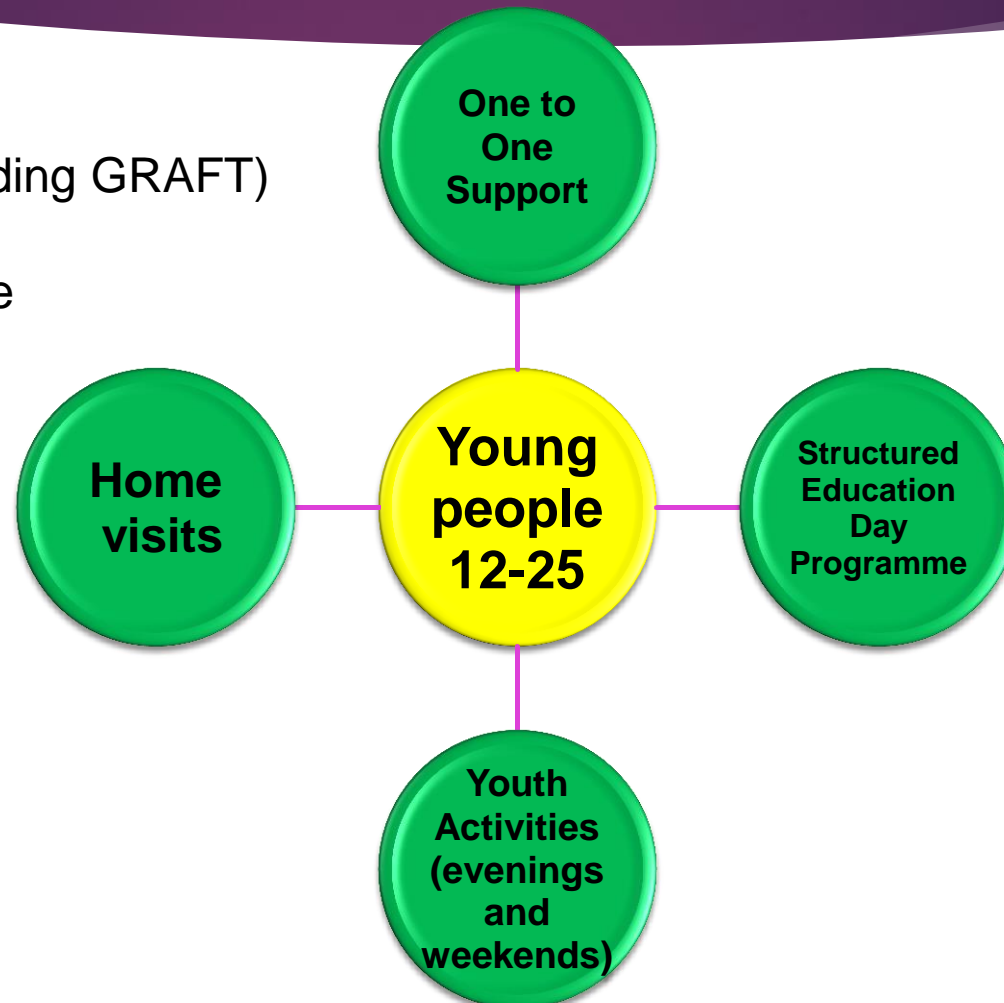 ding GRAFT)
e
One to
One
Support
Home
visits
Young
people
12-25
Structured
Education
Day
Programme
Youth
Activities
(evenings
and
weekends)